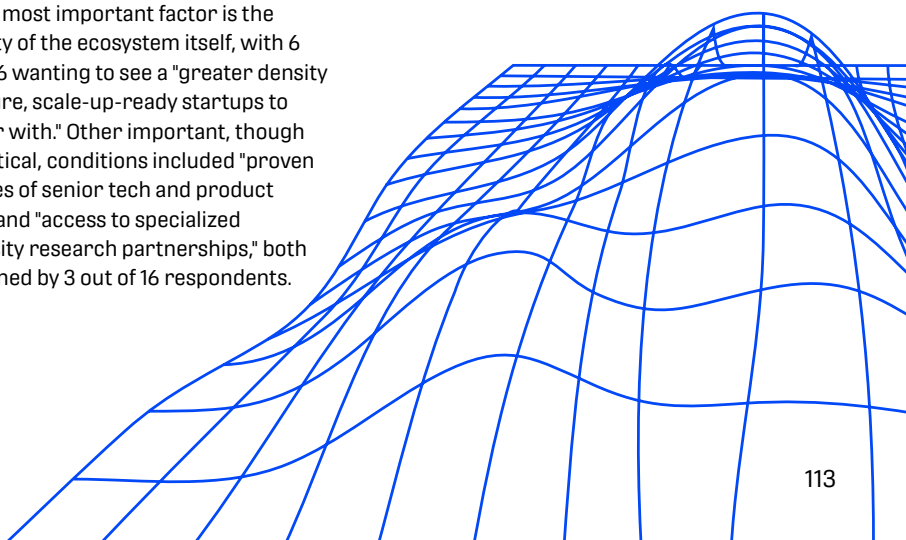 most important factor is the
ty of the ecosystem itself, with 6
6 wanting to see a "greater density
re, scale-up-ready startups to
r with." Other important, though
tical, conditions included "proven
es of senior tech and product
and "access to specialized
ity research partnerships," both
ned by 3 out of 16 respondents.
113